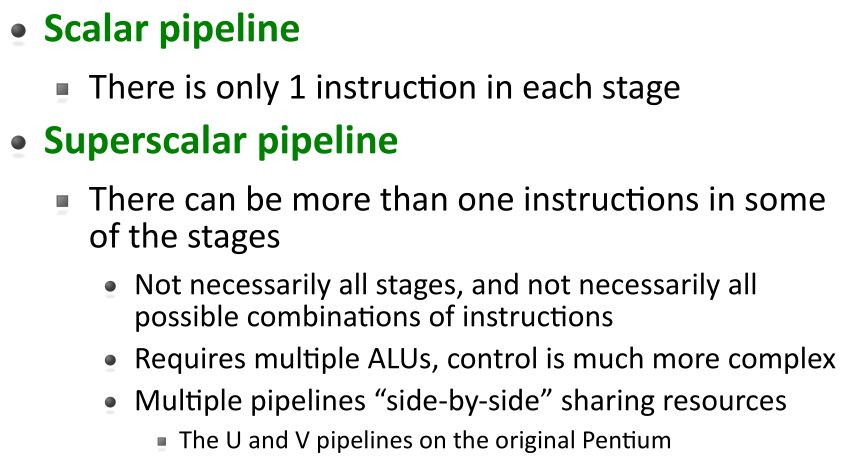 Scalar pipeline
There is only 1 instruction in each stage
Superscalar pipeline
There can be more than one instructions in some
of the stages
Not necessarily all stages, and not necessarily all
possible combinations of instructions
Requires multiple ALUs, control is much more complex
Multiple pipelines “side-by-side” sharing resources
The U and V pipelines on the original Pentium